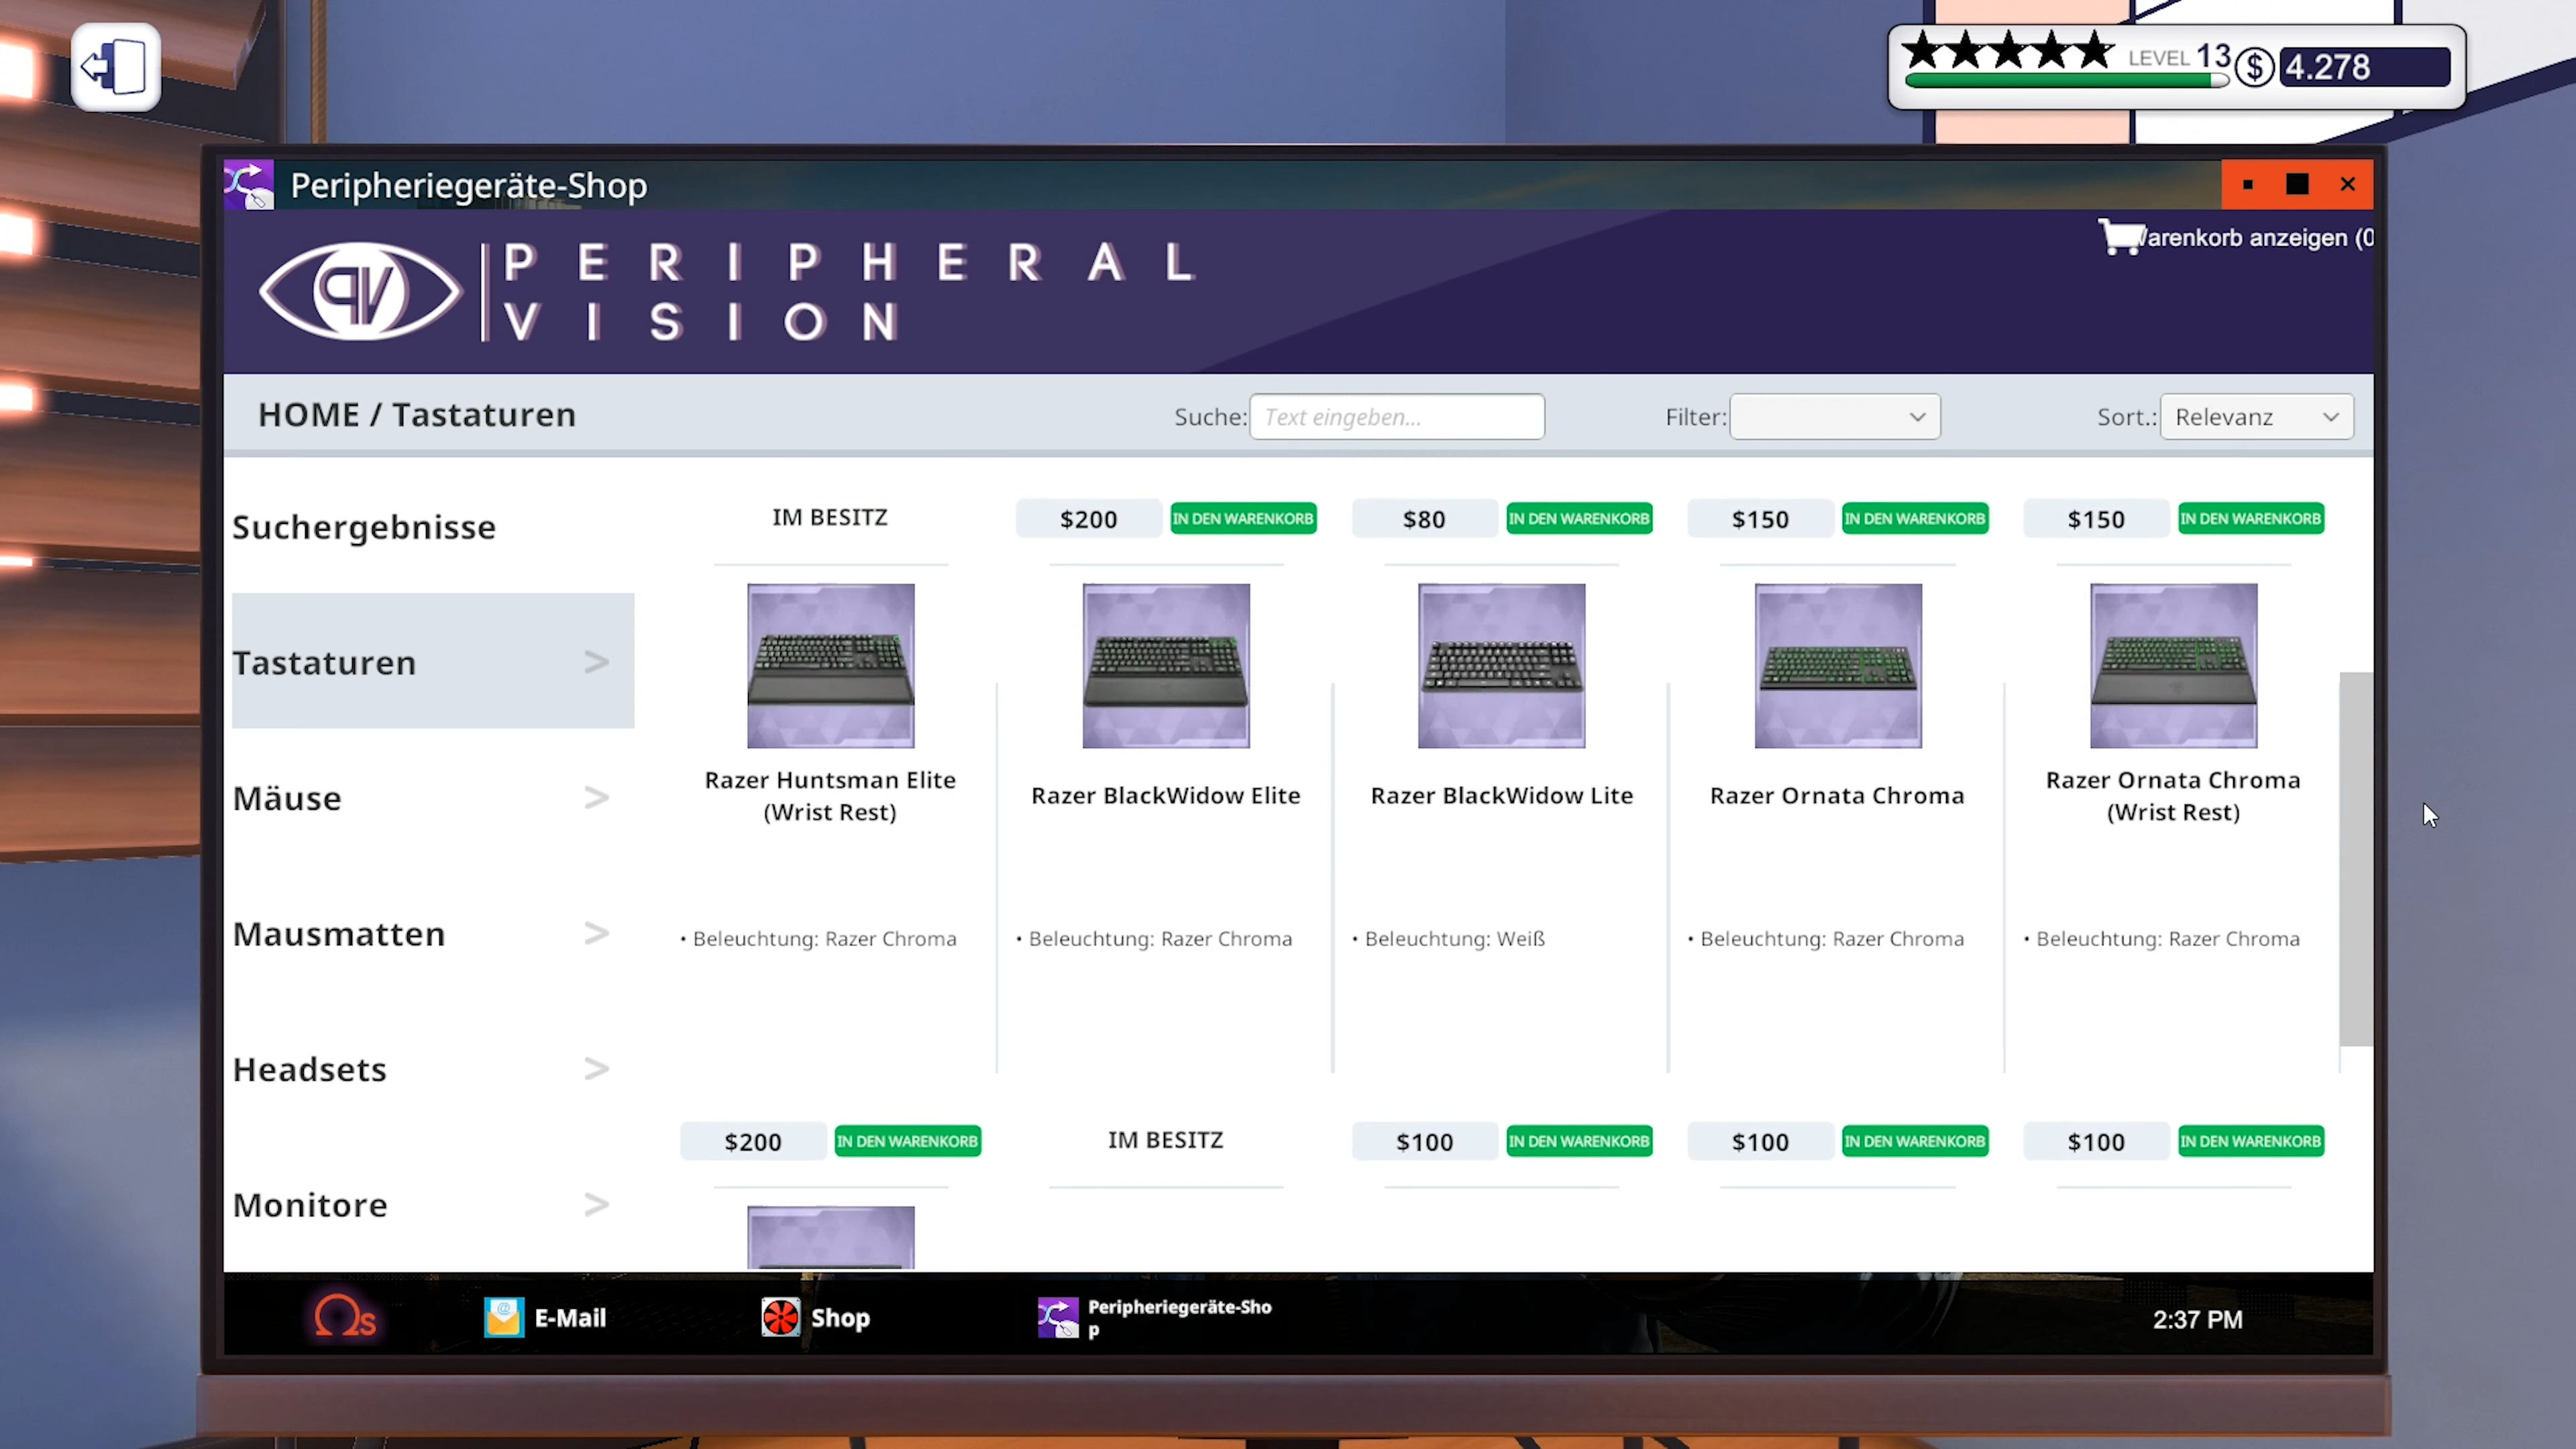 LEVEL 13 $ 4.278
Peripheriegeräte-Shop
arenkorb anzeigen (0
PV PERIPHERAL
VISION
HOME / Tastaturen
Suche: Text eingeben...
Filter:
Sort.: Relevanz
Suchergebnisse
Tastaturen >
Mäuse >
Mausmatten >
Headsets >
Monitore >
IM BESITZ
$200 IN DEN WARENKORB
$80 IN DEN WARENKORB
$150 IN DEN WARENKORB
$150 IN DEN WARENKORB
Razer Huntsman Elite
(Wrist Rest)
Razer BlackWidow Elite
Razer BlackWidow Lite
Razer Ornata Chroma
Razer Ornata Chroma
(Wrist Rest)
• Beleuchtung: Razer Chroma
• Beleuchtung: Razer Chroma
• Beleuchtung: Weiß
• Beleuchtung: Razer Chroma
• Beleuchtung: Razer Chroma
$200 IN DEN WARENKORB
IM BESITZ
$100 IN DEN WARENKORB
$100 IN DEN WARENKORB
$100 IN DEN WARENKORB
Ωs
E-Mail
Shop
Peripheriegeräte-Sho
p
2:37 PM